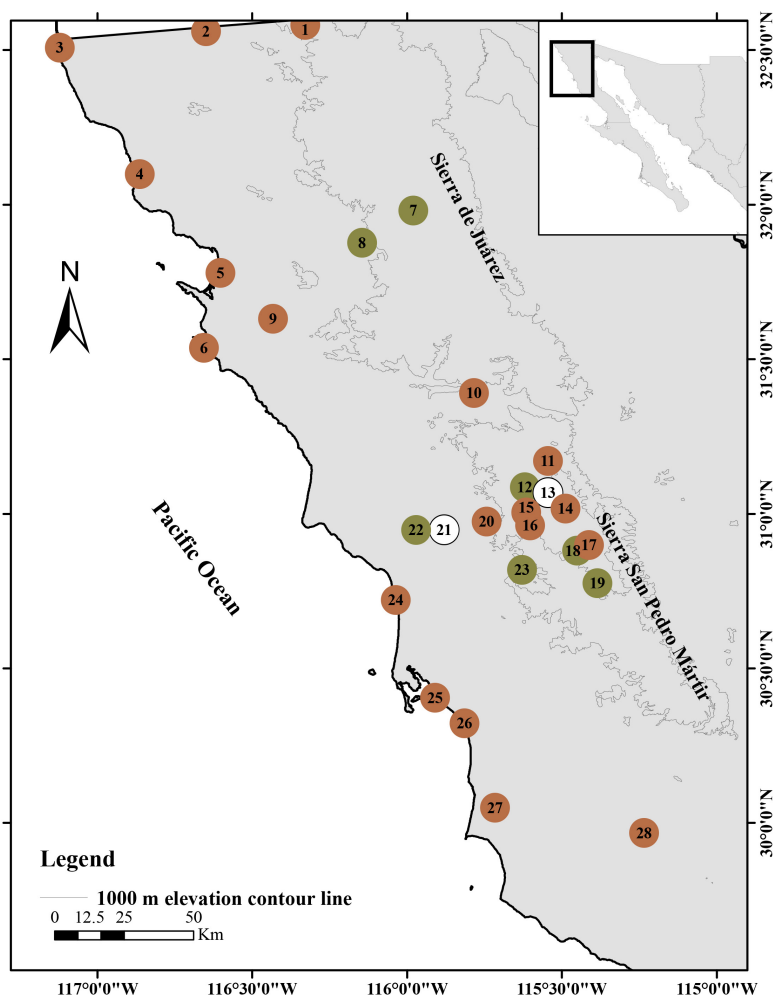 1
2
3
32°30'0"N
4
Sierra de Juárez
7
32°0'0"N
8
5
N
9
6
31°30'0"N
10
11
12
13
15
14
20
16
31°0'0"N
22
21
Pacific Ocean
Sierra San Pedro Mártir
17
18
23
19
24
30°30'0"N
25
26
27
30°0'0"N
28
Legend
1000 m elevation contour line
0 12.5 25 50
Km
117°0'0"W 116°30'0"W 116°0'0"W 115°30'0"W 115°0'0"W